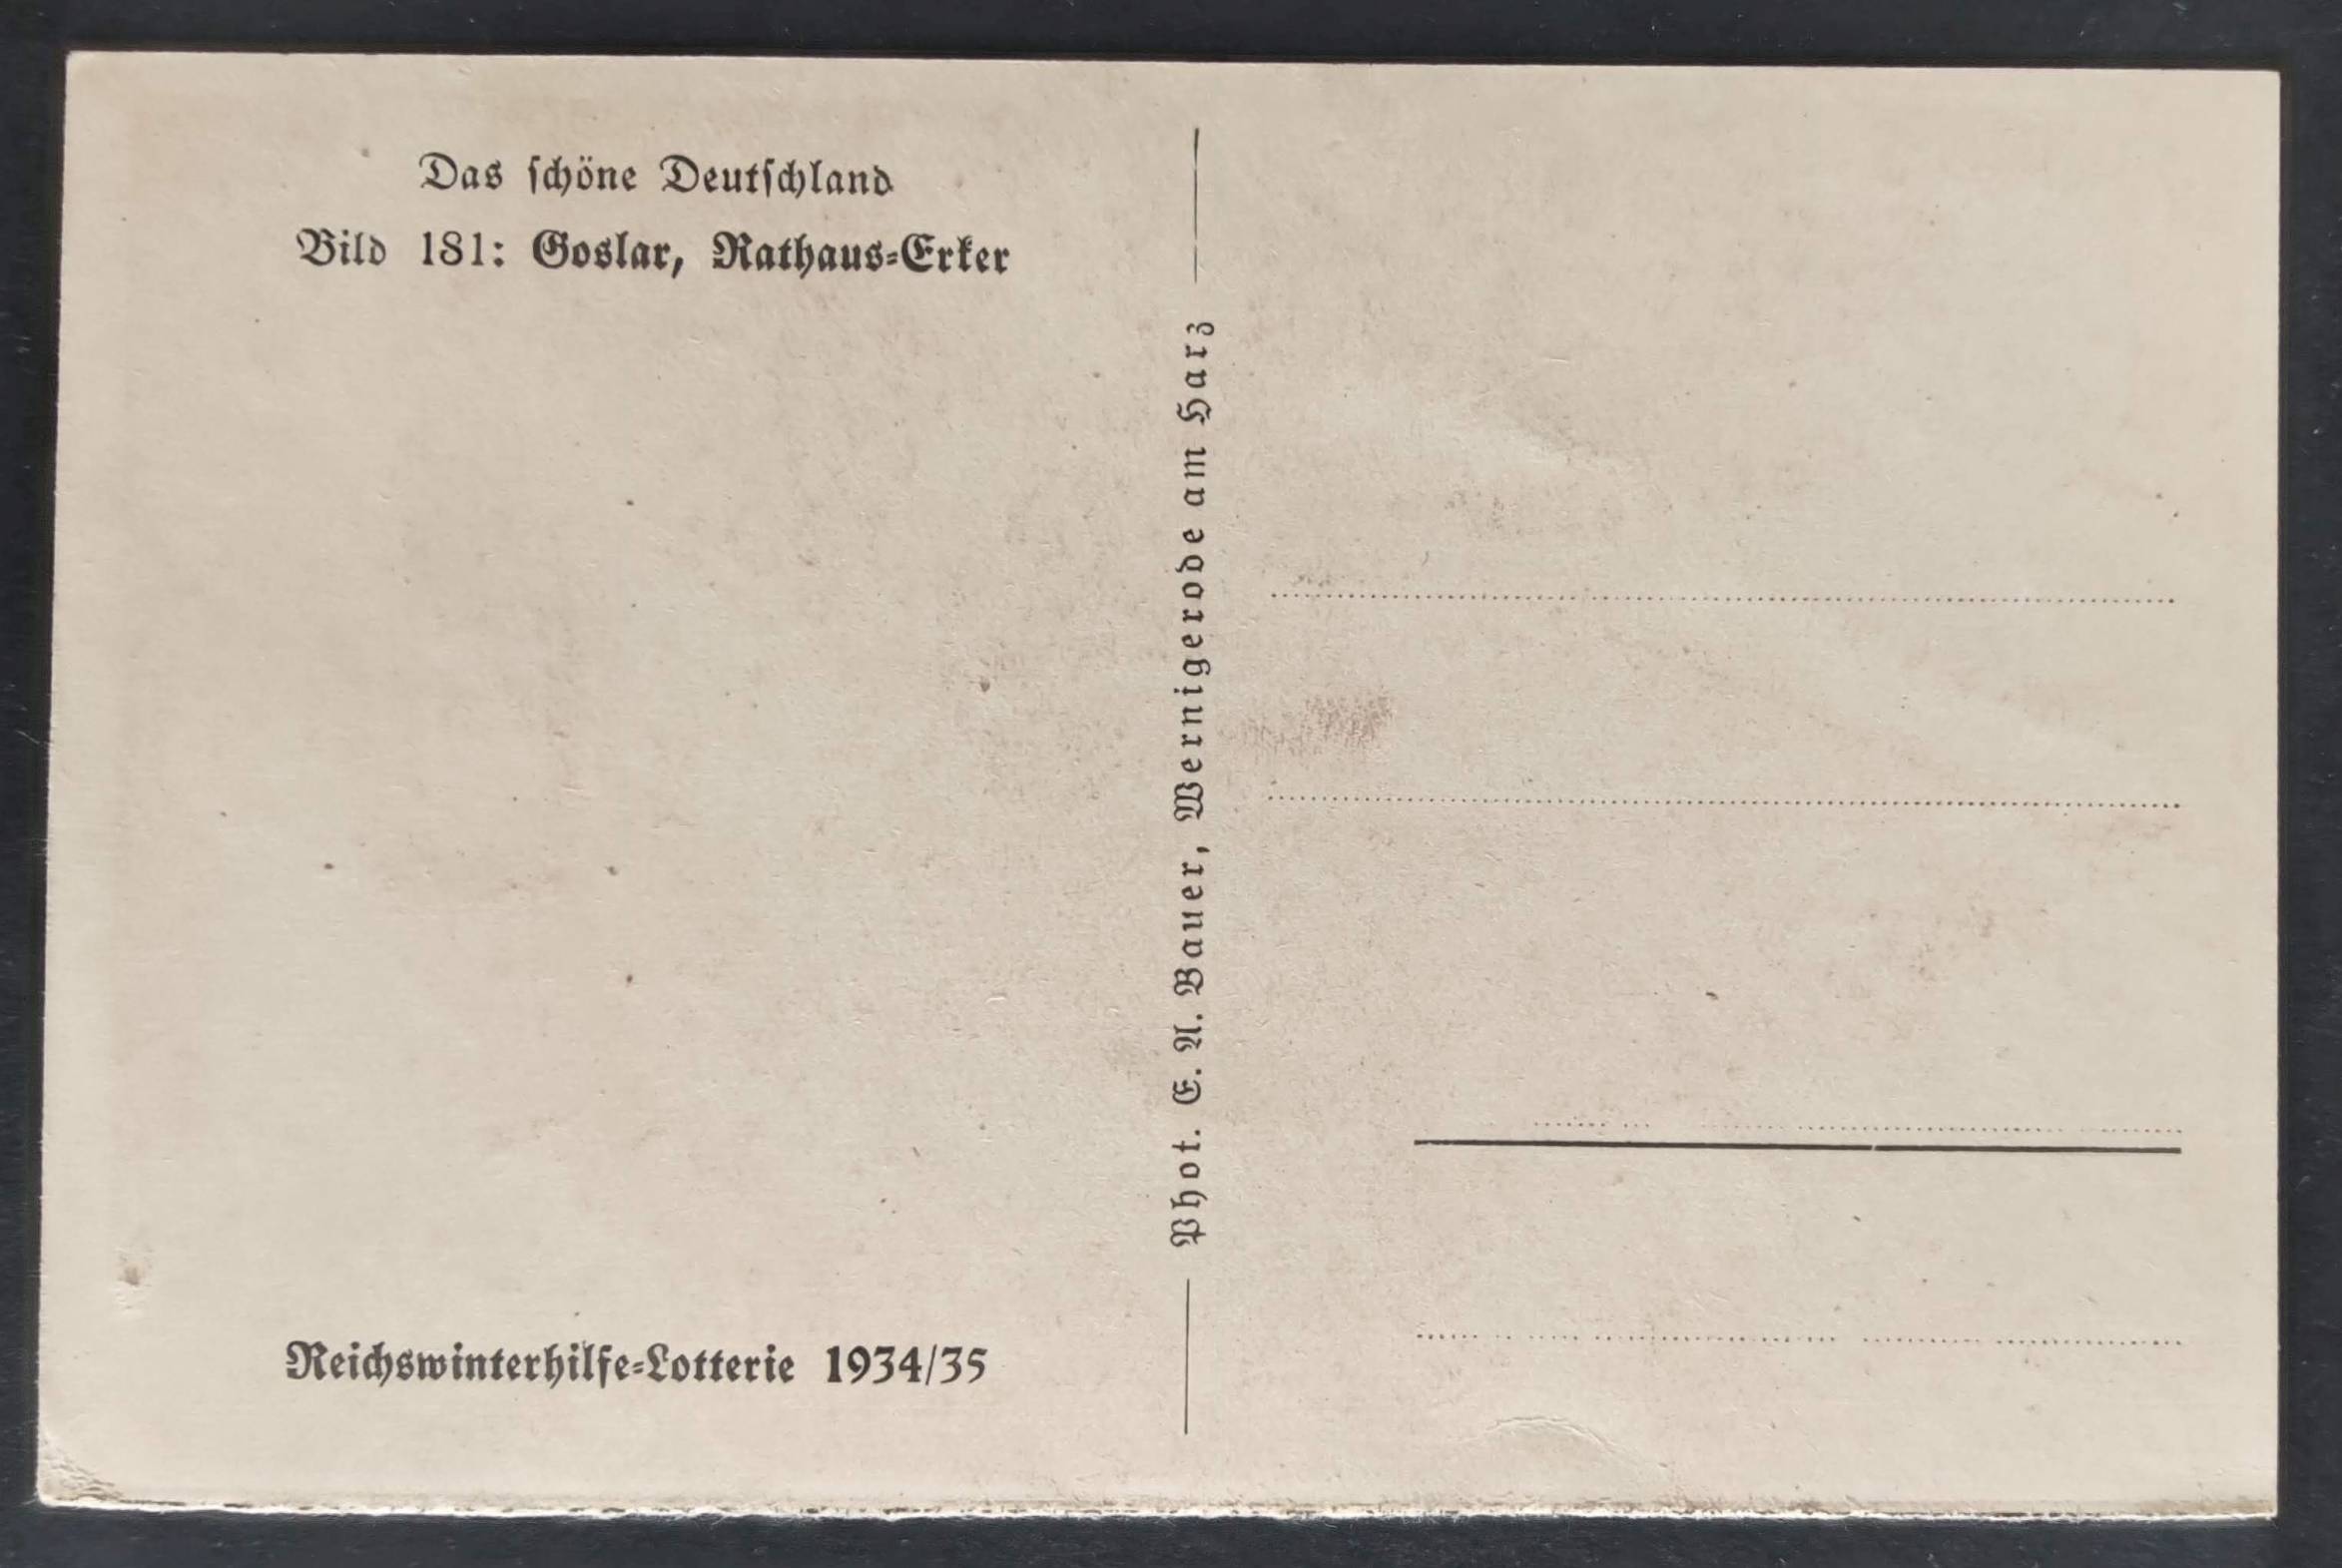 Das schöne Deutschland
Bild 181: Goslar, Rathaus-Erker
Phot. E. A. Bauer, Wernigerode am Harz
Reichswinterhilfe-Lotterie 1934/35